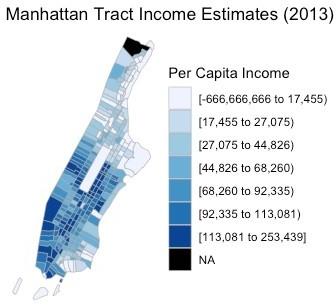 Manhattan Tract Income Estimates (2013)
Per Capita Income
[-666,666,666 to 17,455)
[17,455 to 27,075)
[27,075 to 44,826)
[44,826 to 68,260)
[68,260 to 92,335)
[92,335 to 113,081)
[113,081 to 253,439]
NA